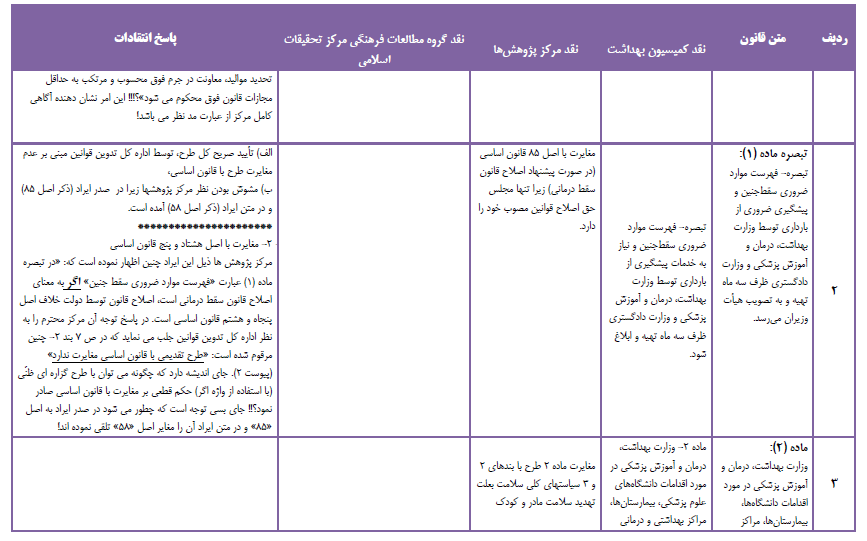 ردیف
متن قانون
نقد کمیسیون بهداشت
نقد مرکز پژوهش‌ها
نقد گروه مطالعات فرهنگی مرکز تحقیقات
اسلامی
پاسخ انتقادات
تحدید موالید، معاونت در جرم فوق محسوب و مرتکب به حداقل
مجازات قانون فوق محکوم می شود»؟!!! این امر نشان دهنده آگاهی
کامل مرکز از عبارت مد نظر می باشد!
۲
تبصره ماده (۱):
تبصره- فهرست موارد
ضروری سقط‌جنین و
پیشگیری ضروری از
بارداری توسط وزارت
بهداشت، درمان و
آموزش پزشکی و وزارت
دادگستری ظرف سه ماه
تهیه و به تصویب هیأت
وزیران می‌رسد.
تبصره- فهرست موارد
ضروری سقط‌جنین و نیاز
به خدمات پیشگیری از
بارداری توسط وزارت
بهداشت، درمان و آموزش
پزشکی و وزارت دادگستری
ظرف سه ماه تهیه و ابلاغ
شود.
مغایرت با اصل ۸۵ قانون اساسی
(در صورت پیشنهاد اصلاح قانون
سقط درمانی) زیرا تنها مجلس
حق اصلاح قوانین مصوب خود را
دارد.
الف) تأیید صریح کل طرح، توسط اداره کل تدوین قوانین مبنی بر عدم
مغایرت طرح با قانون اساسی،
ب) مشوش بودن نظر مرکز پژوهشها زیرا در صدر ایراد (ذکر اصل ۸۵)
و در متن ایراد (ذکر اصل ۵۸) آمده است.
**********************
۲- مغایرت با اصل هشتاد و پنج قانون اساسی
مرکز پژوهش ها ذیل این ایراد چنین اظهار نموده است که: «در تبصره
ماده (۱) عبارت «فهرست موارد ضروری سقط جنین» اگر به معنای
اصلاح قانون سقط درمانی است، اصلاح قانون توسط دولت خلاف اصل
پنجاه و هشتم قانون اساسی است. در پاسخ توجه آن مرکز محترم را به
نظر اداره کل تدوین قوانین جلب می نماید که در ص ۷ بند ۲- چنین
مرقوم شده است: «طرح تقدیمی با قانون اساسی مغایرت ندارد»
(پیوست ۲). جای اندیشه دارد که چگونه می توان با طرح گزاره ای ظنّی
(با استفاده از واژه اگر) حکم قطعی بر مغایرت با قانون اساسی صادر
نمود؟!! جای بسی توجه است که چطور می شود در صدر ایراد به اصل
«۸۵» و در متن ایراد آن را مغایر اصل «۵۸» تلقی نموده اند!
۳
ماده (۲):
وزارت بهداشت، درمان و
آموزش پزشکی در مورد
اقدامات دانشگاه‌ها،
بیمارستان‌ها، مراکز
ماده ۲- وزارت بهداشت،
درمان و آموزش پزشکی در
مورد اقدامات دانشگاه‌های
علوم پزشکی، بیمارستان‌ها،
مراکز بهداشتی و درمانی
مغایرت ماده ۲ طرح با بندهای ۲
و ۳ سیاستهای کلی سلامت بعلت
تهدید سلامت مادر و کودک